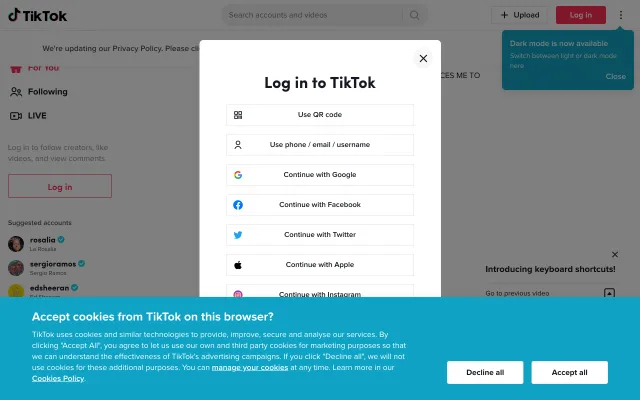 TikTok
Search accounts and videos
Upload
Log in
We're updating our Privacy Policy. Please
Dark mode is now available
Switch between light or dark mode
here
Close
For You
Following
LIVE
Log in to follow creators, like
videos, and view comments.
Log in
Suggested accounts
rosalia
La Rosalia
sergioramos
Sergio Ramos
edsheeran
Log in to TikTok
Use QR code
Use phone / email / username
Continue with Google
Continue with Facebook
Continue with Twitter
Continue with Apple
Continue with Instagram
ME TO
Introducing keyboard shortcuts!
Go to previous video
Accept cookies from TikTok on this browser?
TikTok uses cookies and similar technologies to provide, improve, secure and analyse our services. By
clicking "Accept All", you agree to let us use our own and third party cookies for marketing purposes so that
we can understand the effectiveness of TikTok's advertising campaigns. If you click "Decline all", we will not
use cookies for these additional purposes. You can manage your cookies at any time. Learn more in our
Cookies Policy.
Decline all
Accept all